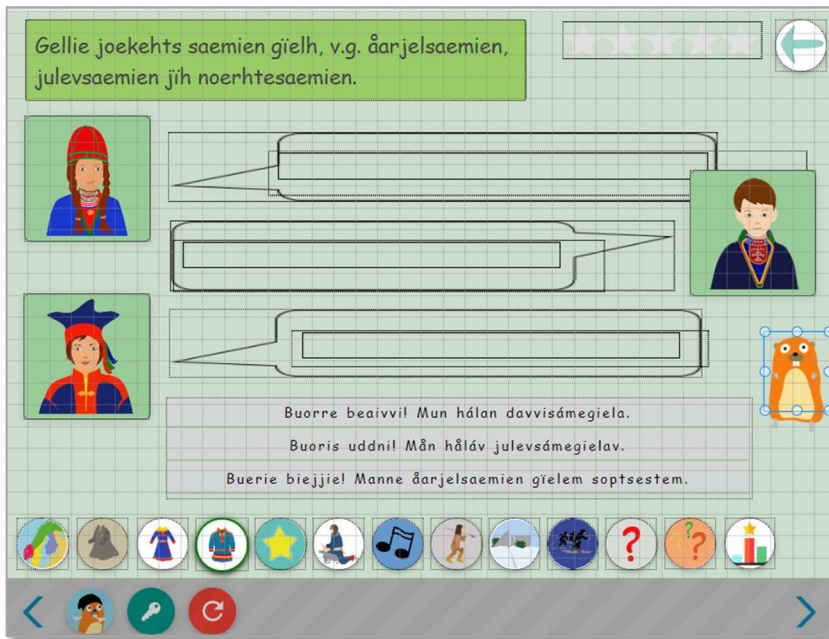 Gellie joekehts saemien gïelh, v.g. åarjelsaemien,
julevsaemien jïh noerhtesaemien.
Buorre beaivvi! Mun hálan davvisámegiela.
Buoris uddni! Mån håláv julevsámegielav.
Buerie biejjie! Manne åarjelsaemien gïelem soptsestem.